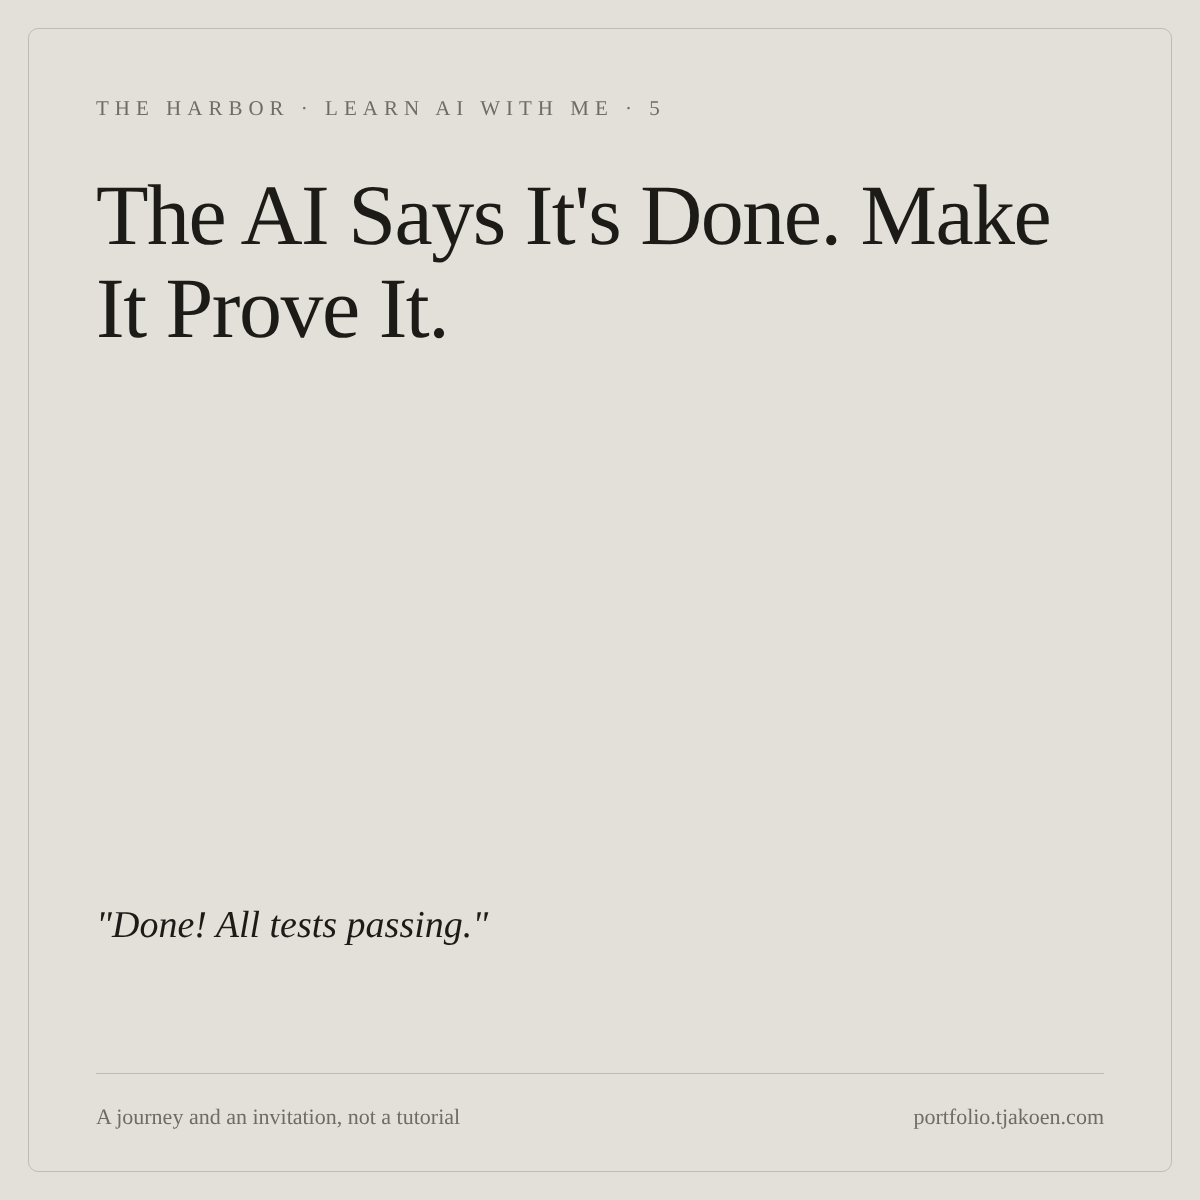 THE HARBOR · LEARN AI WITH ME · 5
The AI Says It's Done. Make
It Prove It.
"Done! All tests passing."
A journey and an invitation, not a tutorial
portfolio.tjakoen.com